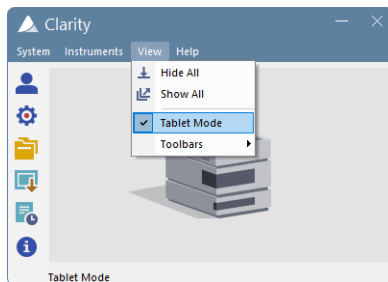 Clarity
System Instruments View Help
Hide All
Show All
Tablet Mode
Toolbars
Tablet Mode